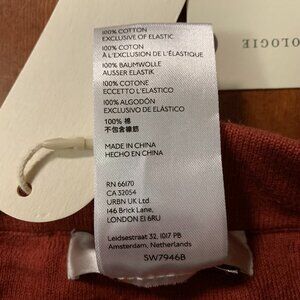 OLOGIE
100% COTTON
EXCLUSIVE OF ELASTIC
100% COTON
À L'EXCLUSION DE L'ÉLASTIQUE
100% BAUMWOLLE
AUSSER ELASTIK
100% COTONE
ECCETTO L'ELASTICO
100% ALGODÓN
EXCLUSIVO DE ELÁSTICO
100% 棉
不包含橡筋
MADE IN CHINA
HECHO EN CHINA
RN 66170
CA 32054
URBN UK Ltd
146 Brick Lane,
LONDON E1 6RU
Leidsestraat 32, 1017 PB
Amsterdam, Netherlands
SW7946B